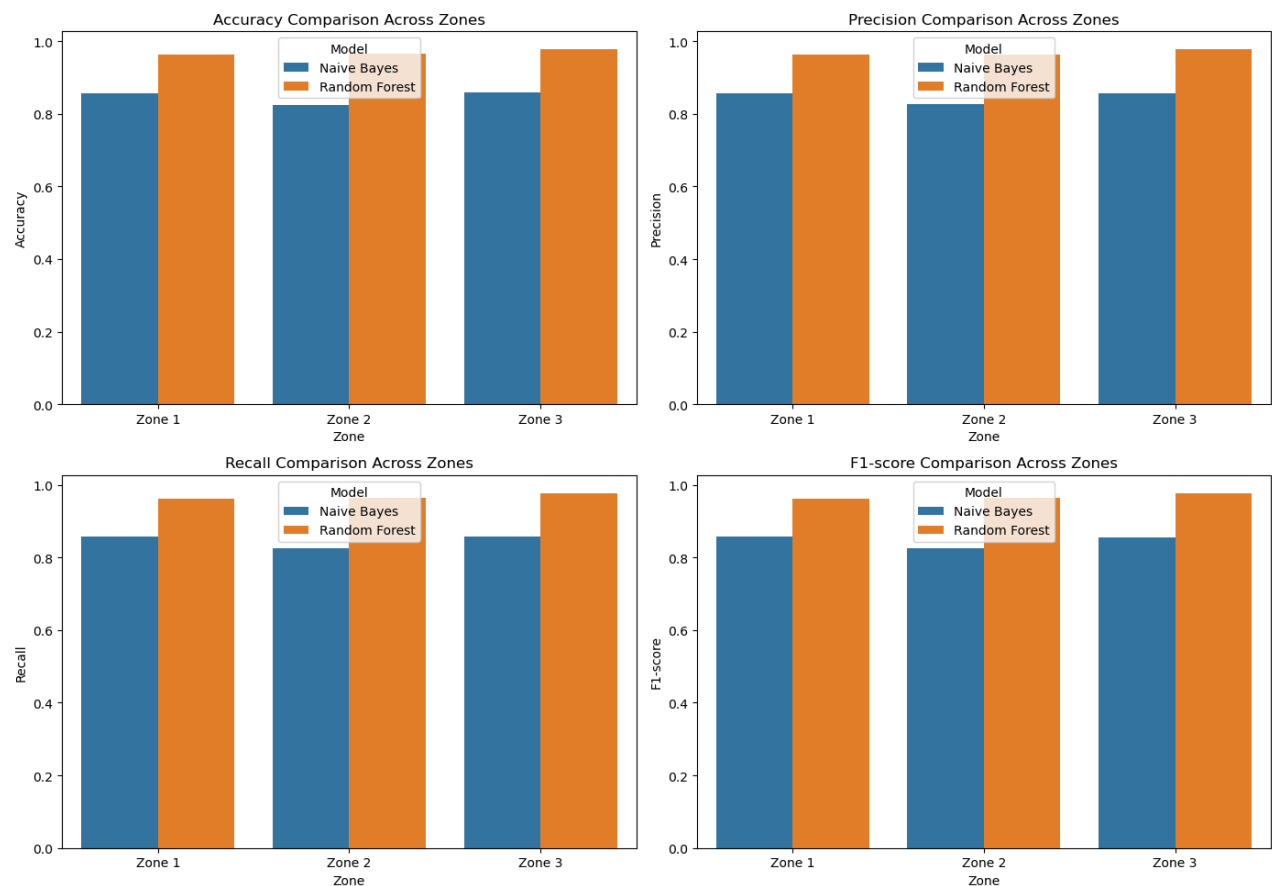 Accuracy Comparison Across Zones
Model
Naive Bayes
Random Forest
1.0
0.8
0.6
0.4
0.2
0.0
Accuracy
Zone 1 Zone 2 Zone 3
Zone
Precision Comparison Across Zones
Model
Naive Bayes
Random Forest
1.0
0.8
0.6
0.4
0.2
0.0
Precision
Zone 1 Zone 2 Zone 3
Zone
Recall Comparison Across Zones
Model
Naive Bayes
Random Forest
1.0
0.8
0.6
0.4
0.2
0.0
Recall
Zone 1 Zone 2 Zone 3
Zone
F1-score Comparison Across Zones
Model
Naive Bayes
Random Forest
1.0
0.8
0.6
0.4
0.2
0.0
F1-score
Zone 1 Zone 2 Zone 3
Zone